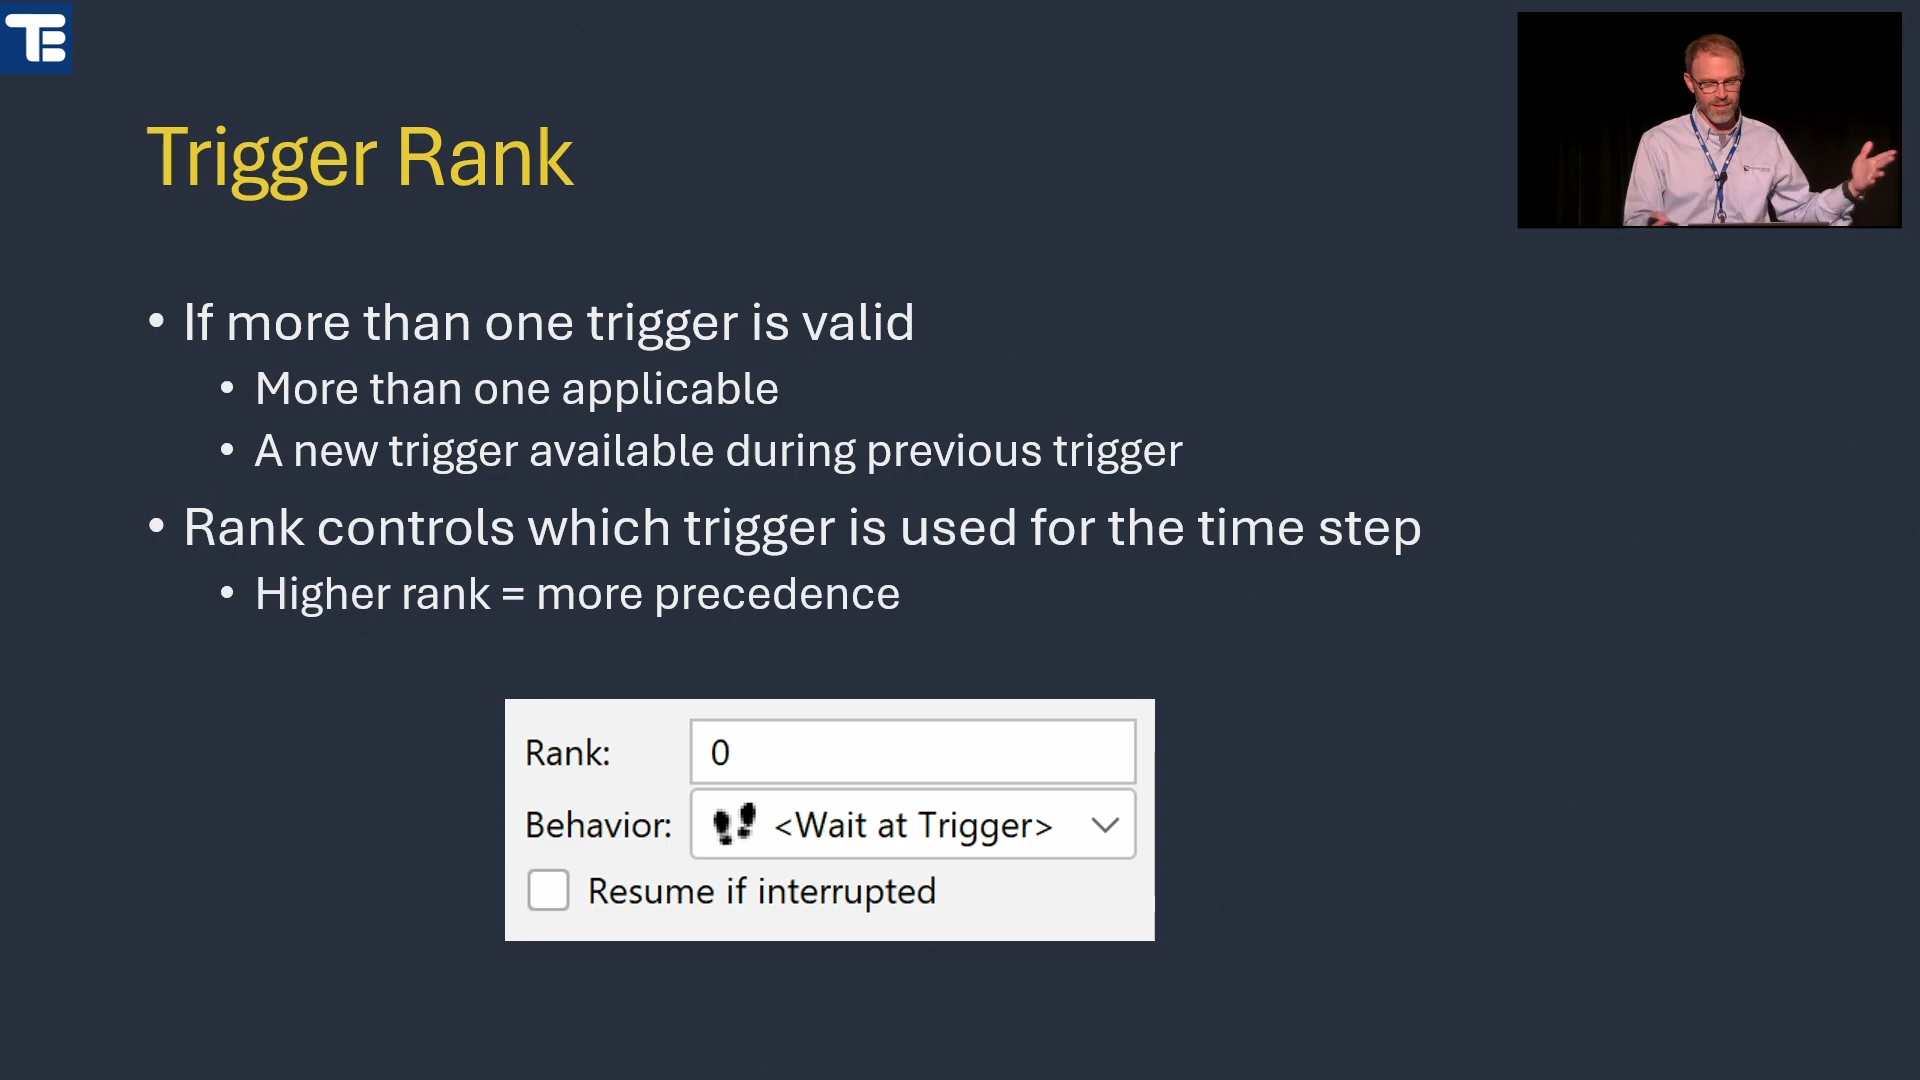 TB
Trigger Rank
• If more than one trigger is valid
• More than one applicable
• A new trigger available during previous trigger
• Rank controls which trigger is used for the time step
• Higher rank = more precedence
Rank: 0
Behavior: <Wait at Trigger>
Resume if interrupted